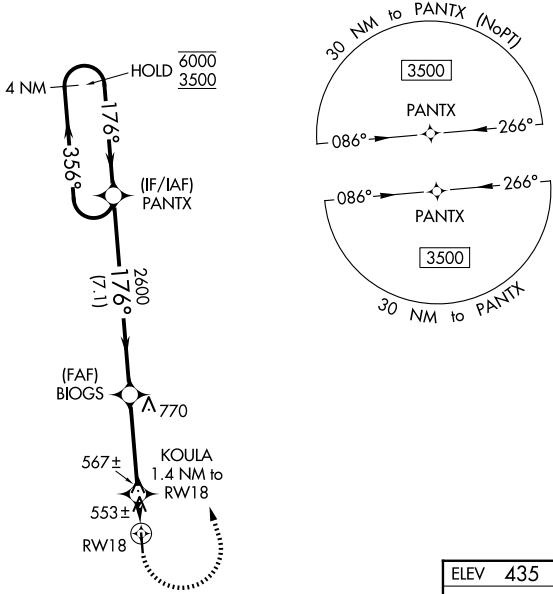 4 NM
HOLD 6000
3500
176°
356°
(IF/IAF)
PANTX
2600
176°
(7.1)
(FAF)
BIOGS
770
567±
KOULA
1.4 NM to
RW18
553±
RW18
30 NM to PANTX (NoPT)
3500
PANTX
086°
266°
086°
266°
PANTX
3500
30 NM to PANTX
ELEV 435